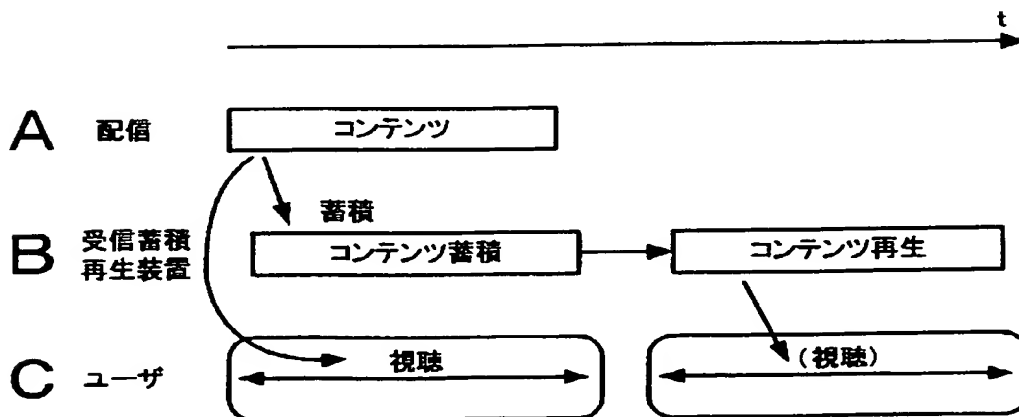 t
A 配信 コンテンツ
蓄積
B 受信蓄積
再生装置
コンテンツ蓄積 コンテンツ再生
C ユーザ 視聴 (視聴)